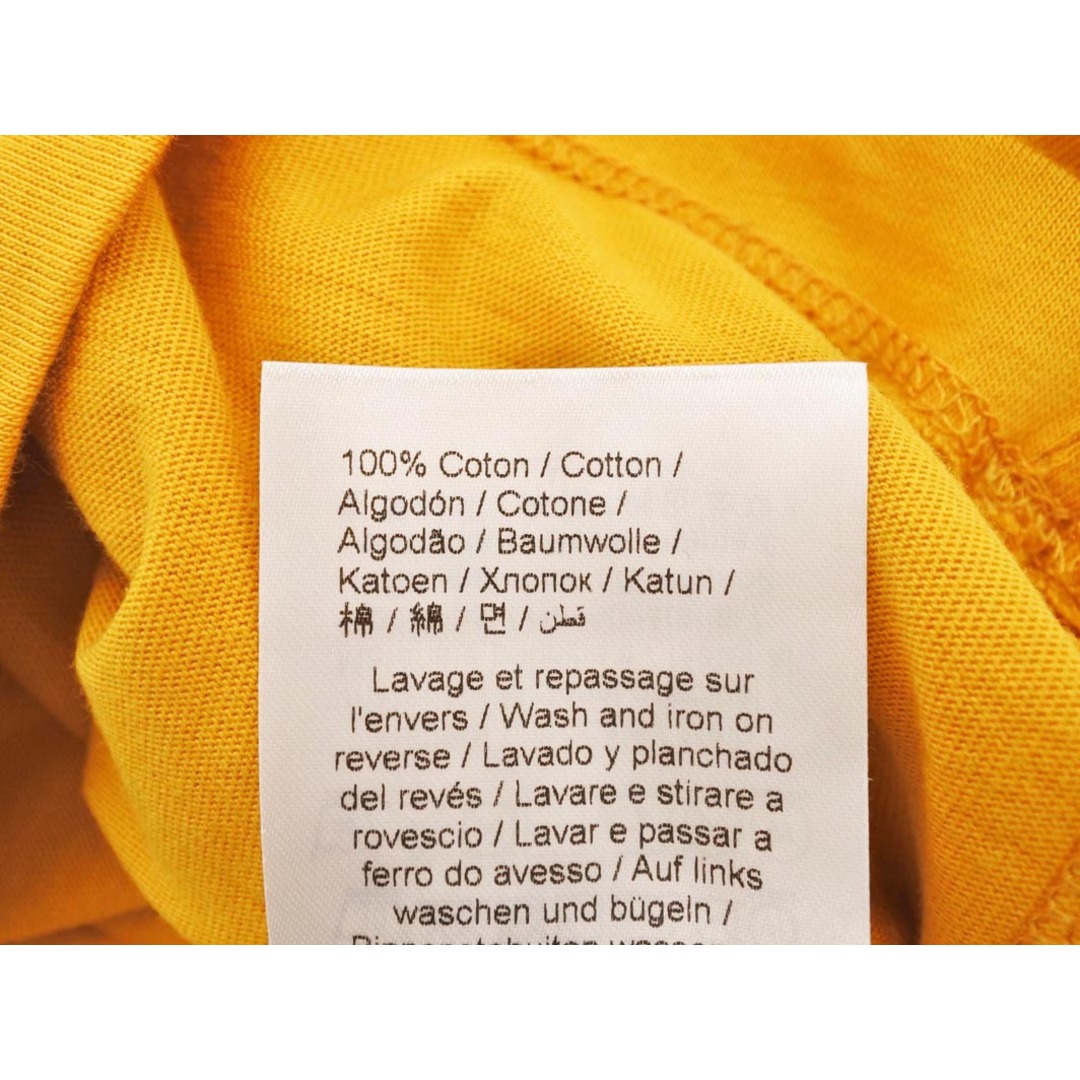 100% Coton / Cotton /
Algodón / Cotone /
Algodão / Baumwolle /
Katoen / Хлопок / Katun /
棉 / 綿 / 면 / قطن
Lavage et repassage sur
l'envers / Wash and iron on
reverse / Lavado y planchado
del revés / Lavare e stirare a
rovescio / Lavar e passar a
ferro do avesso / Auf links
waschen und bügeln /